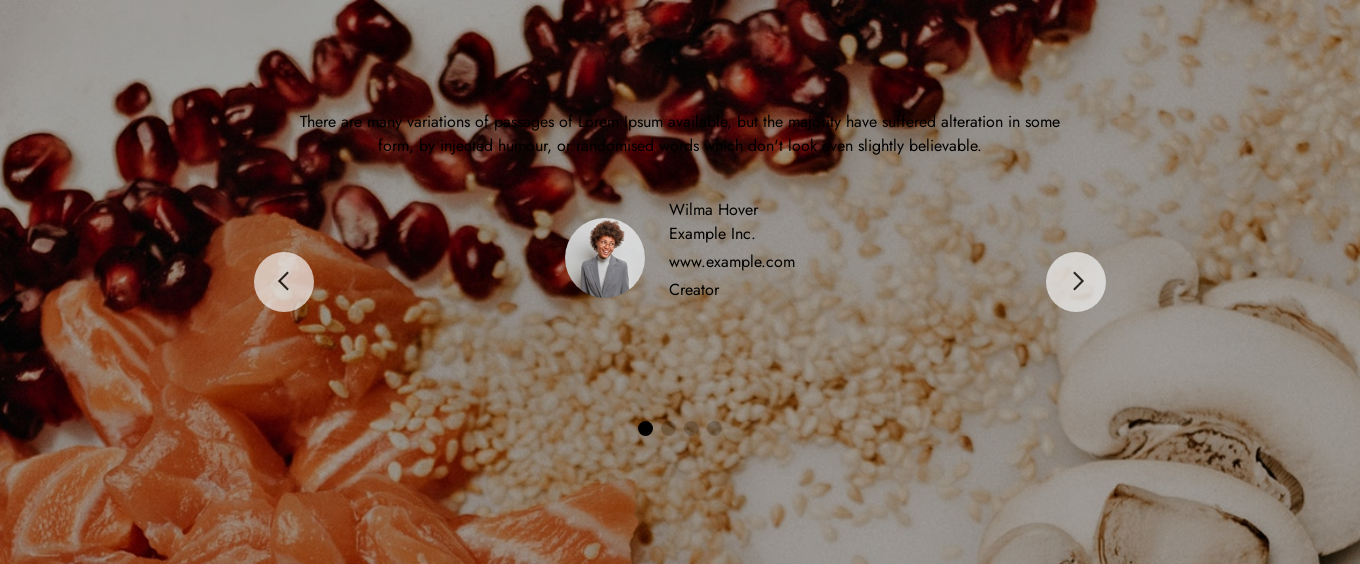 There are many variations of passages of Lorem Ipsum available, but the majority have suffered alteration in some
form, by injected humour, or randomised words which don't look even slightly believable.
Wilma Hover
Example Inc.
www.example.com
Creator